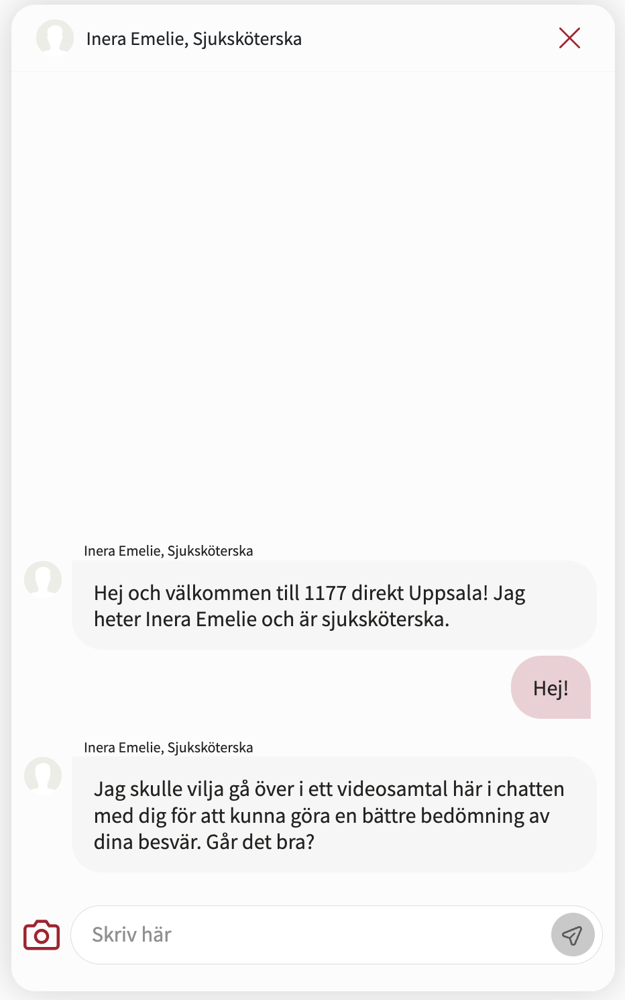 Inera Emelie, Sjuksköterska
Inera Emelie, Sjuksköterska
Hej och välkommen till 1177 direkt Uppsala! Jag
heter Inera Emelie och är sjuksköterska.
Hej!
Inera Emelie, Sjuksköterska
Jag skulle vilja gå över i ett videosamtal här i chatten
med dig för att kunna göra en bättre bedömning av
dina besvär. Går det bra?
Skriv här